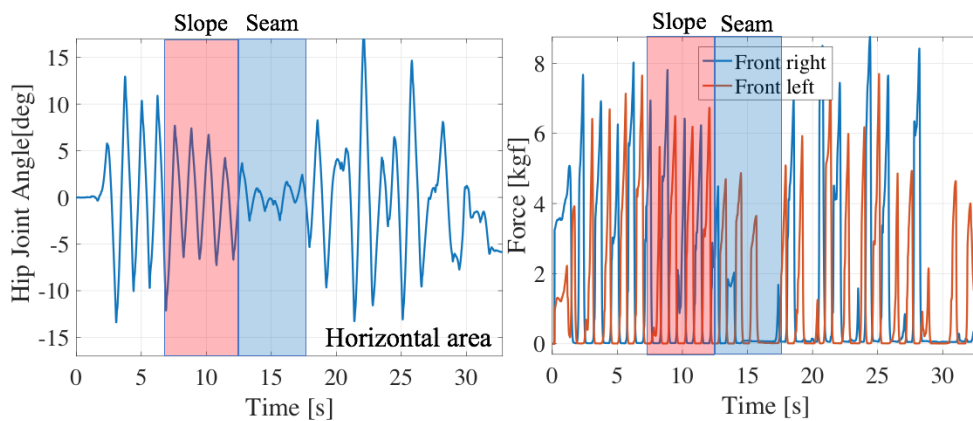 Slope Seam
15
10
5
0
-5
-10
-15
Hip Joint Angle[deg]
Horizontal area
0 5 10 15 20 25 30
Time [s]
Slope Seam
Front right
Front left
8
6
4
2
0
Force [kgf]
0 5 10 15 20 25 30
Time [s]